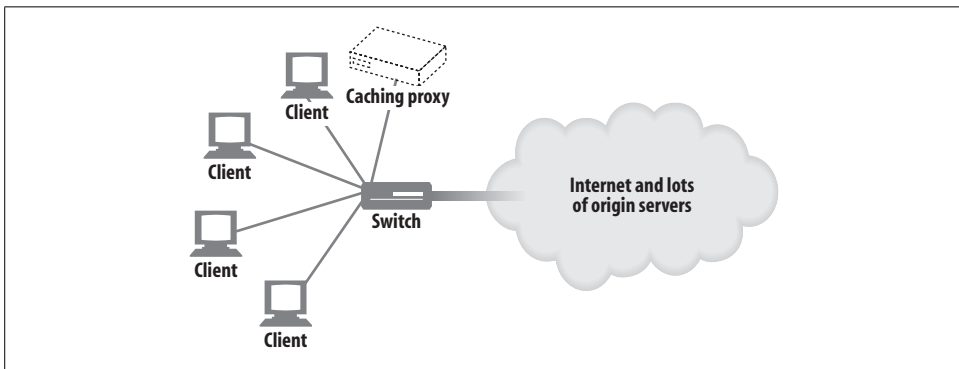 Client
Caching proxy
Client
Switch
Internet and lots
of origin servers
Client
Client